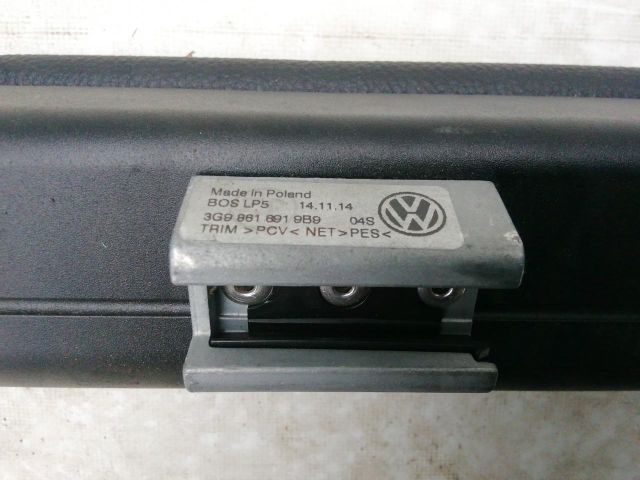 Made in Poland
BOS LP5 14.11.14
3G9 861 691 9B9 04S
TRIM >PCV< NET>PES<